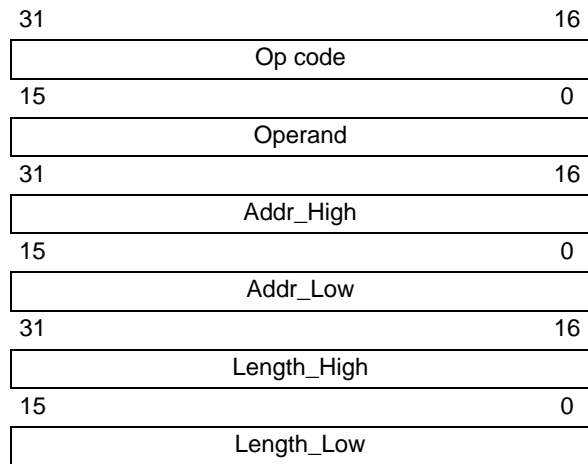 31 16
Op code
15 0
Operand
31 16
Addr_High
15 0
Addr_Low
31 16
Length_High
15 0
Length_Low